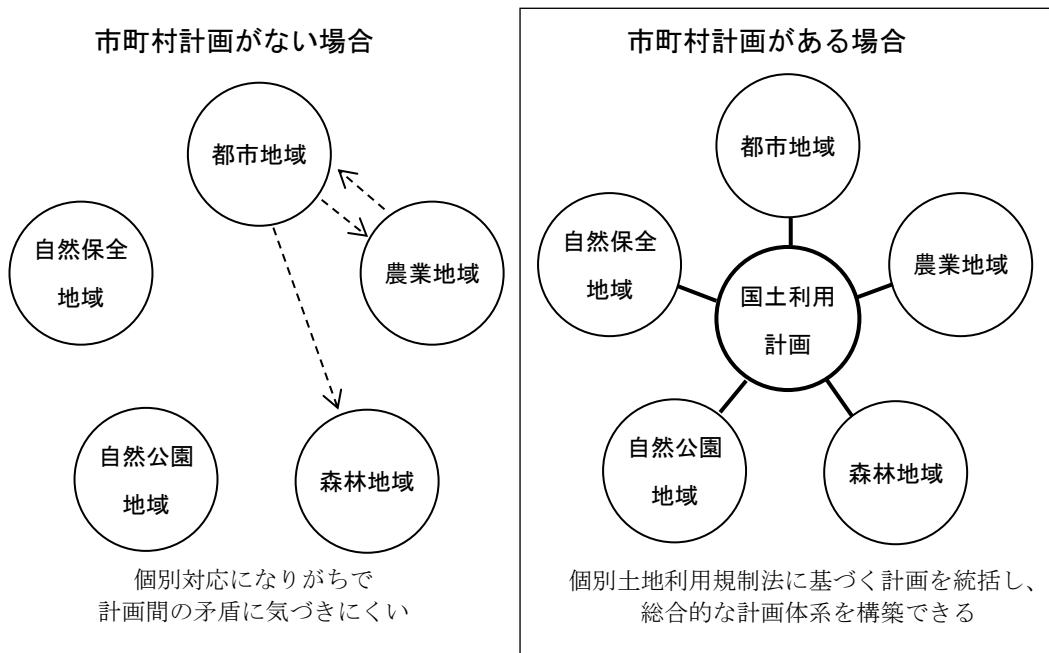 市町村計画がない場合
都市地域
自然保全
地域
農業地域
自然公園
地域
森林地域
個別対応になりがちで
計画間の矛盾に気づきにくい
市町村計画がある場合
都市地域
自然保全
地域
国土利用
計画
農業地域
自然公園
地域
森林地域
個別土地利用規制法に基づく計画を統括し、
総合的な計画体系を構築できる